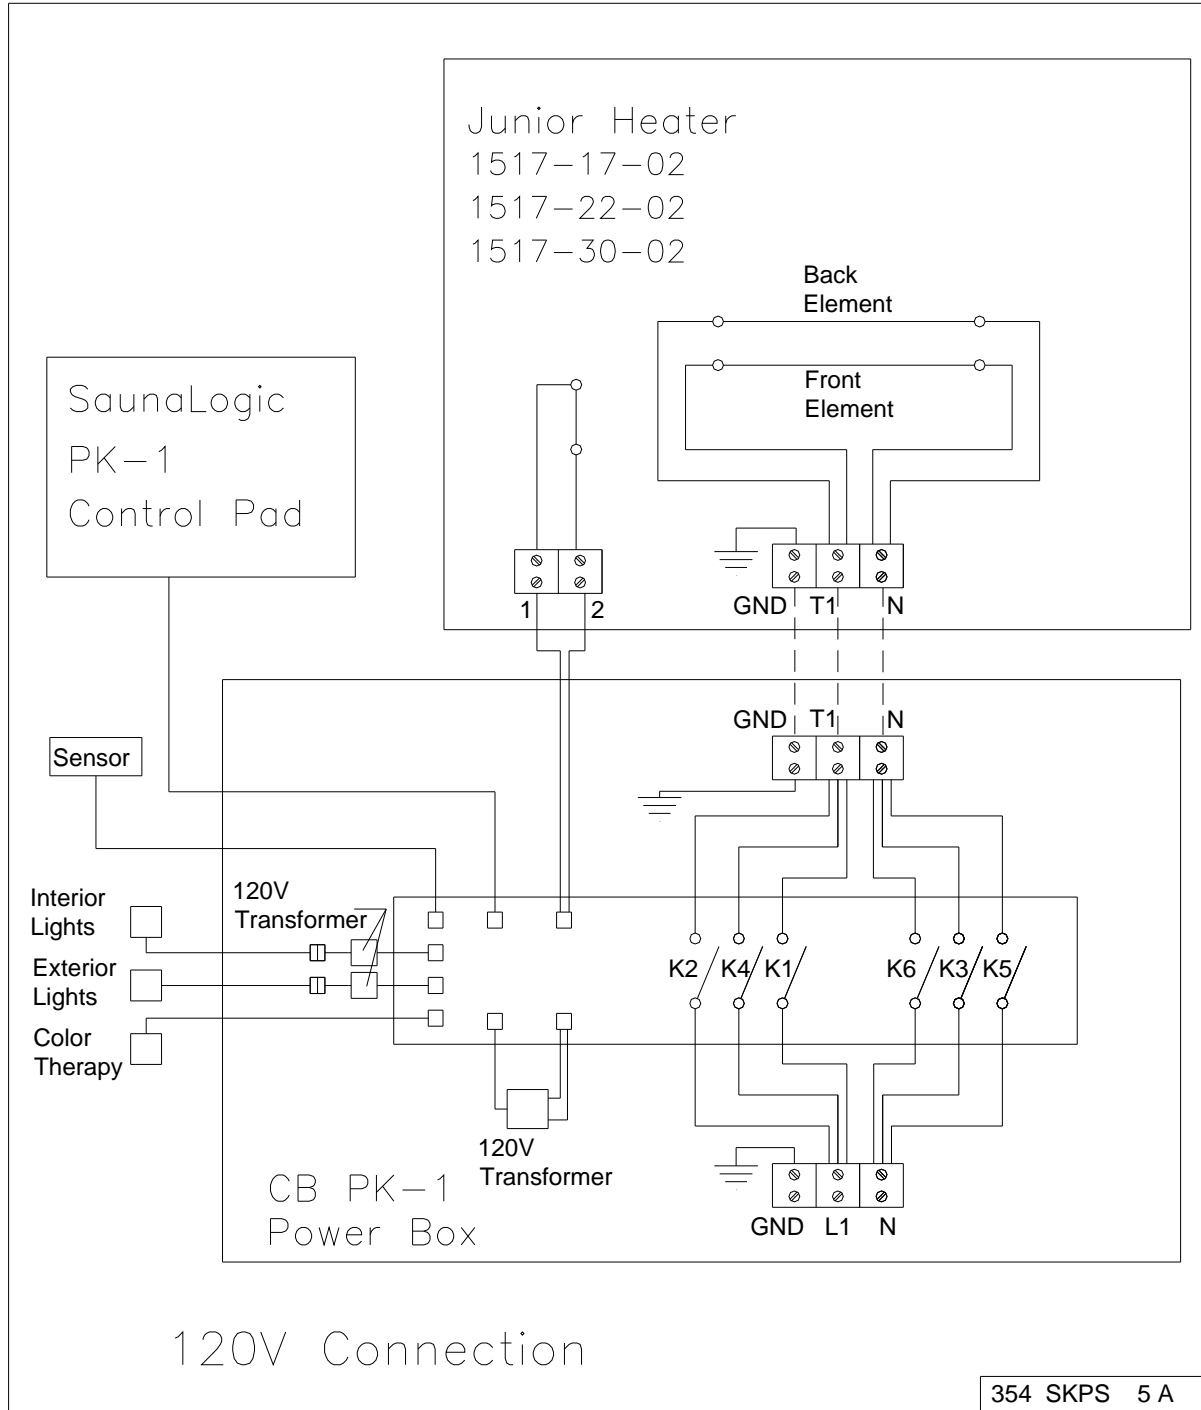 Junior Heater
1517-17-02
1517-22-02
1517-30-02
Back
Element
Front
Element
SaunaLogic
PK-1
Control Pad
1 2
GND T1 N
GND T1 N
Sensor
Interior
Lights
120V
Transformer
Exterior
Lights
Color
Therapy
K2 K4 K1 K6 K3 K5
120V
Transformer
CB PK-1
Power Box
GND L1 N
120V Connection
354 SKPS 5 A